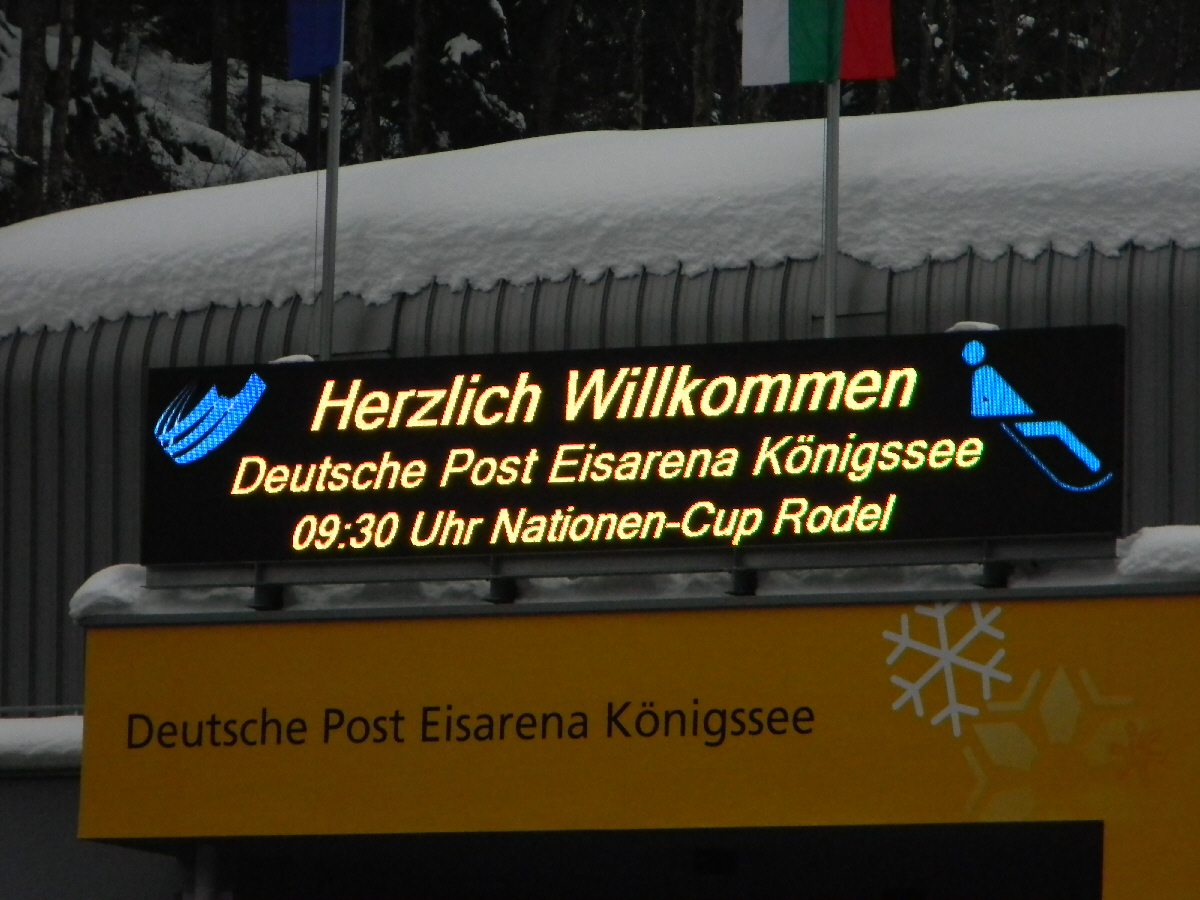 Herzlich Willkommen
Deutsche Post Eisarena Königssee
09:30 Uhr Nationen-Cup Rodel
Deutsche Post Eisarena Königssee